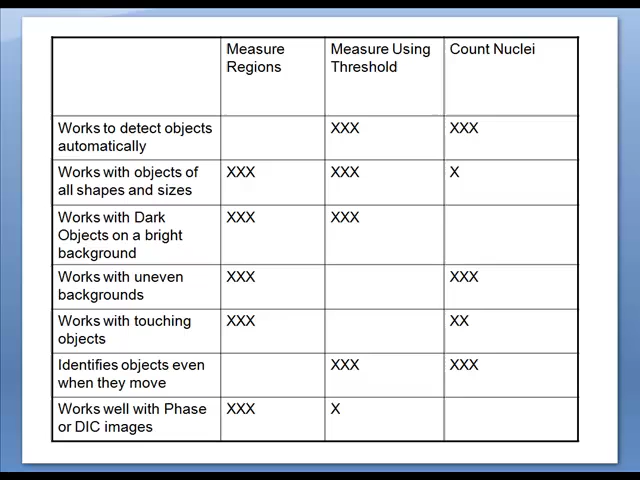 Measure Regions
Measure Using Threshold
Count Nuclei
Works to detect objects automatically
XXX
XXX
Works with objects of all shapes and sizes
XXX
XXX
X
Works with Dark Objects on a bright background
XXX
XXX
Works with uneven backgrounds
XXX
XXX
Works with touching objects
XXX
XX
Identifies objects even when they move
XXX
XXX
Works well with Phase or DIC images
XXX
X